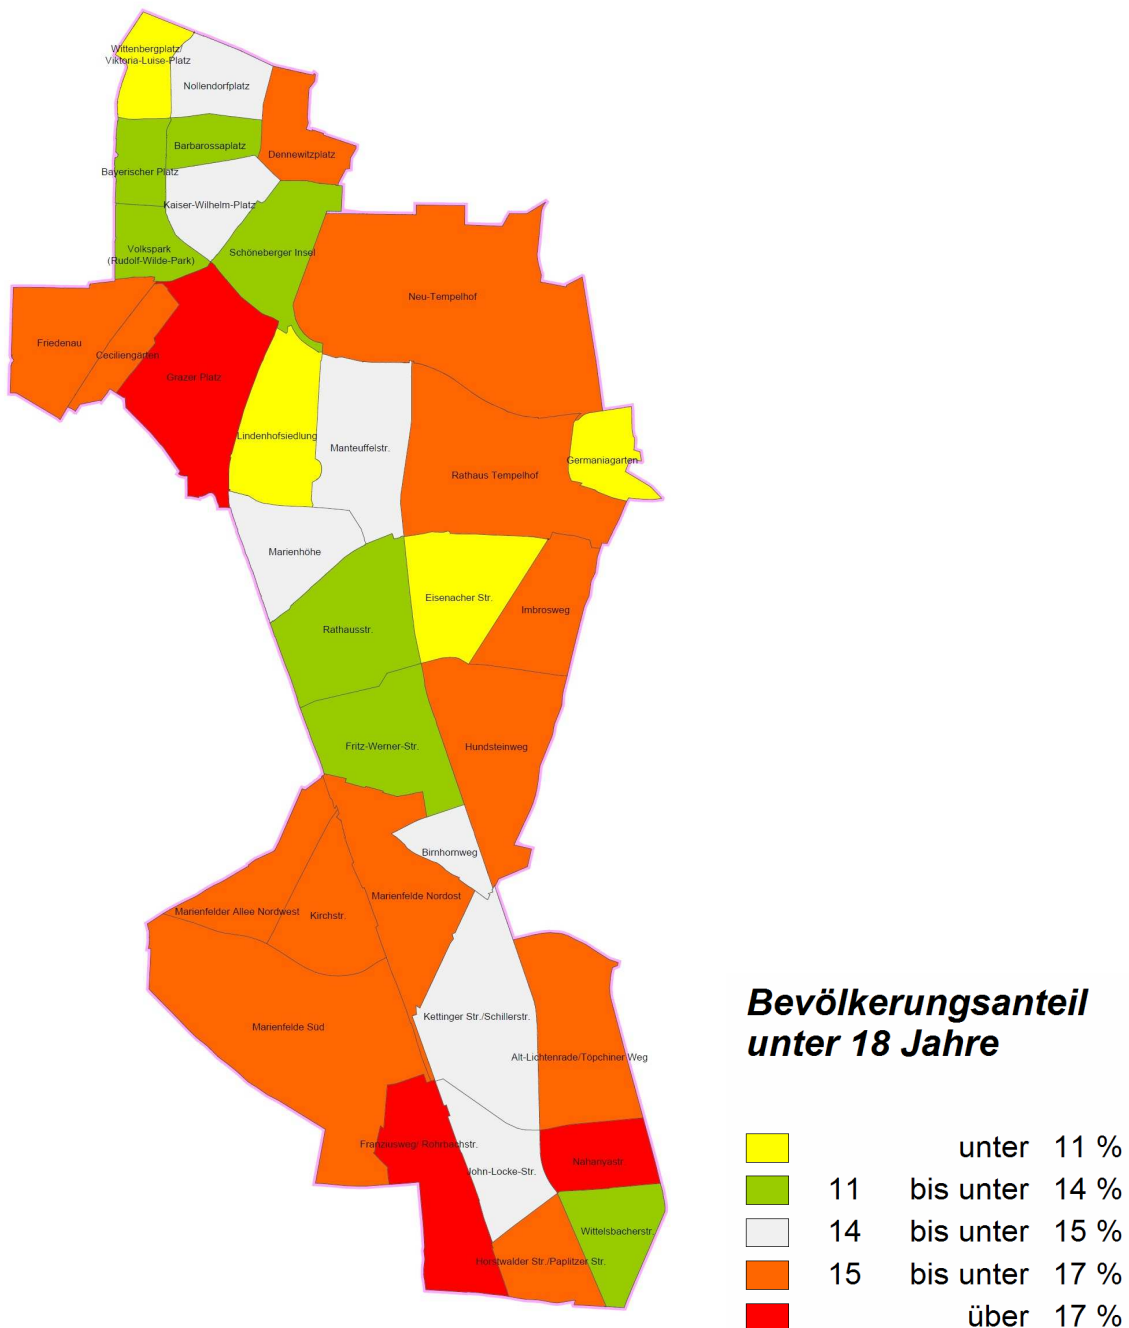 Wittenbergplatz/
Viktoria-Luise-Platz
Nollendorfplatz
Barbarossaplatz
Dennewitzplatz
Bayerischer Platz
Kaiser-Wilhelm-Platz
Volkspark
(Rudolf-Wilde-Park)
Schöneberger Insel
Neu-Tempelhof
Friedenau
Ceciliengärten
Grazer Platz
Lindenhofsiedlung
Manteuffelstr.
Germaniagarten
Rathaus Tempelhof
Marienhöhe
Eisenacher Str.
Imbrosweg
Rathausstr.
Fritz-Werner-Str.
Hundsteinweg
Birnhornweg
Marienfelde Nordost
Marienfelder Allee Nordwest
Kirchstr.
Kettinger Str./Schillerstr.
Marienfelde Süd
Alt-Lichtenrade/Töpchiner Weg
Franziusweg/ Rohrbachstr.
John-Locke-Str.
Nahariyastr.
Wittelsbacherstr.
Horstwalder Str./Paplitzer Str.
Bevölkerungsanteil
unter 18 Jahre
unter 11 %
11 bis unter 14 %
14 bis unter 15 %
15 bis unter 17 %
über 17 %